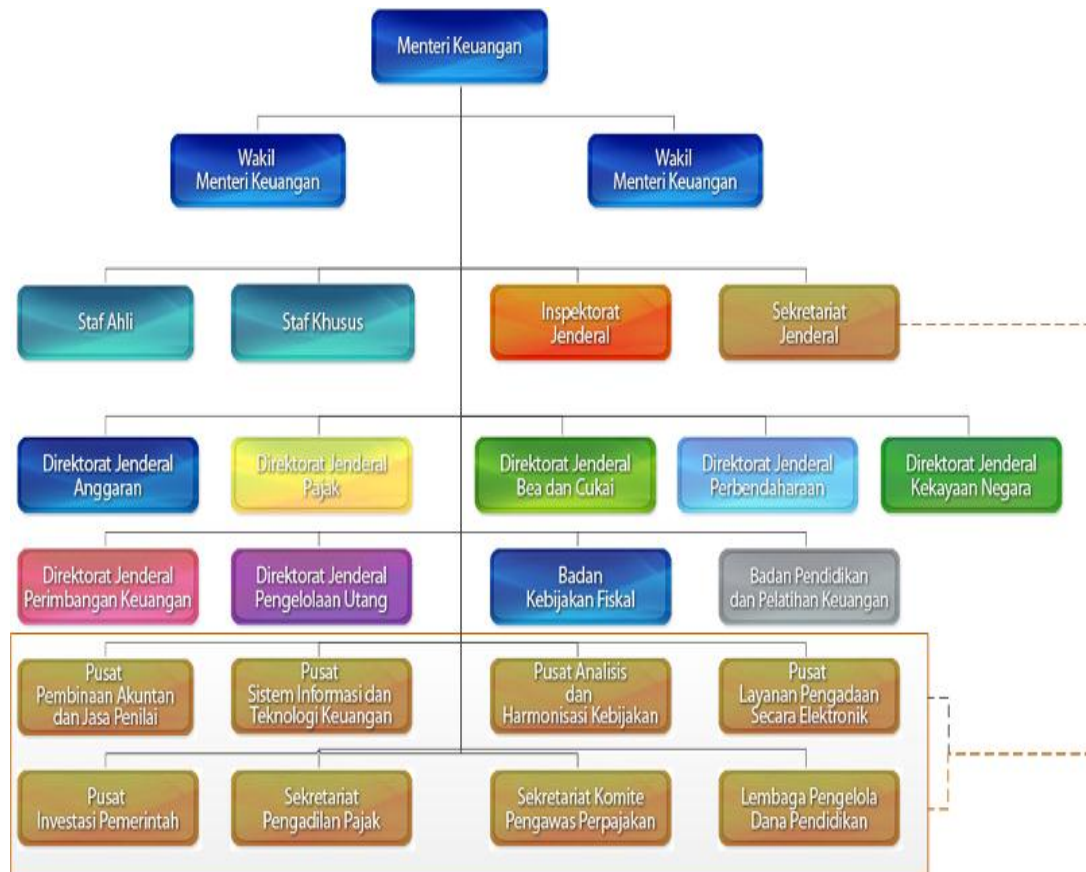 Menteri Keuangan
Wakil
Menteri Keuangan
Wakil
Menteri Keuangan
Staf Ahli
Staf Khusus
Inspektorat
Jenderal
Sekretariat
Jenderal
Direktorat Jenderal
Anggaran
Direktorat Jenderal
Pajak
Direktorat Jenderal
Bea dan Cukai
Direktorat Jenderal
Perbendaharaan
Direktorat Jenderal
Kekayaan Negara
Direktorat Jenderal
Perimbangan Keuangan
Direktorat Jenderal
Pengelolaan Utang
Badan
Kebijakan Fiskal
Badan Pendidikan
dan Pelatihan Keuangan
Pusat
Pembinaan Akuntan
dan Jasa Penilai
Pusat
Sistem Informasi dan
Teknologi Keuangan
Pusat Analisis
dan
Harmonisasi Kebijakan
Pusat
Layanan Pengadaan
Secara Elektronik
Pusat
Investasi Pemerintah
Sekretariat
Pengadilan Pajak
Sekretariat Komite
Pengawas Perpajakan
Lembaga Pengelola
Dana Pendidikan